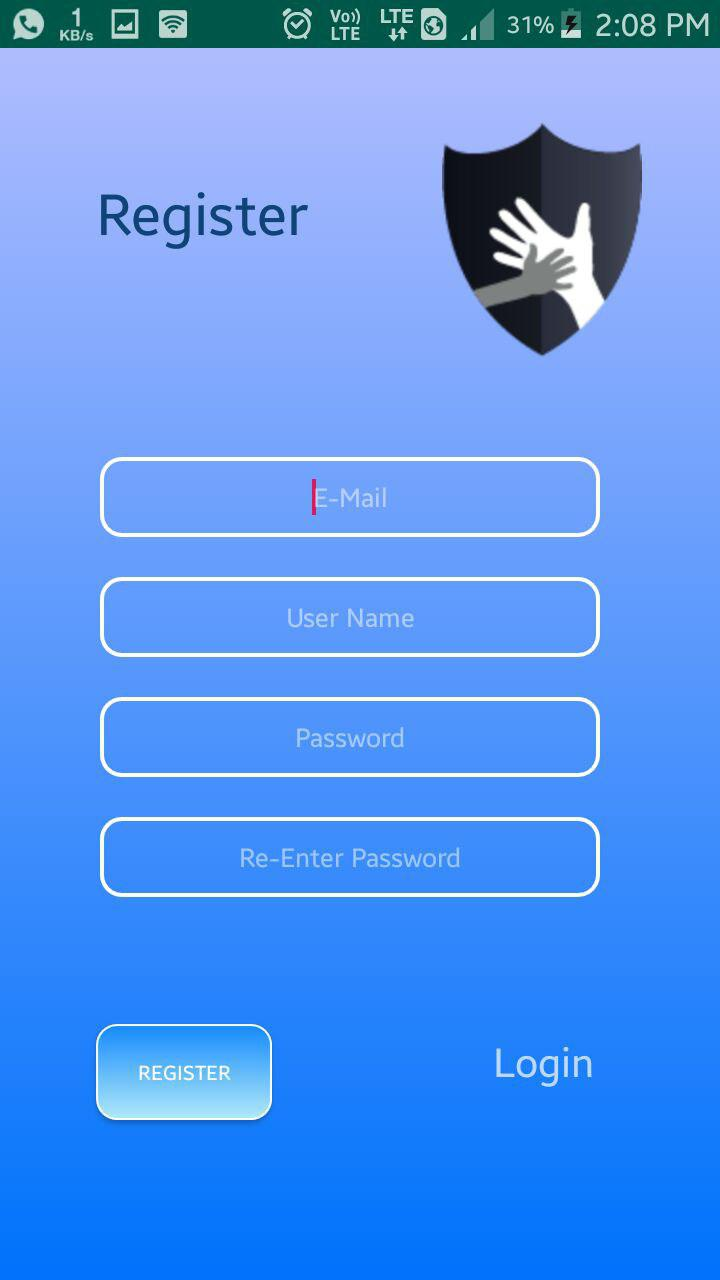 1
KB/s
Vo))
LTE
LTE
31%
2:08 PM
Register
E-Mail
User Name
Password
Re-Enter Password
REGISTER
Login